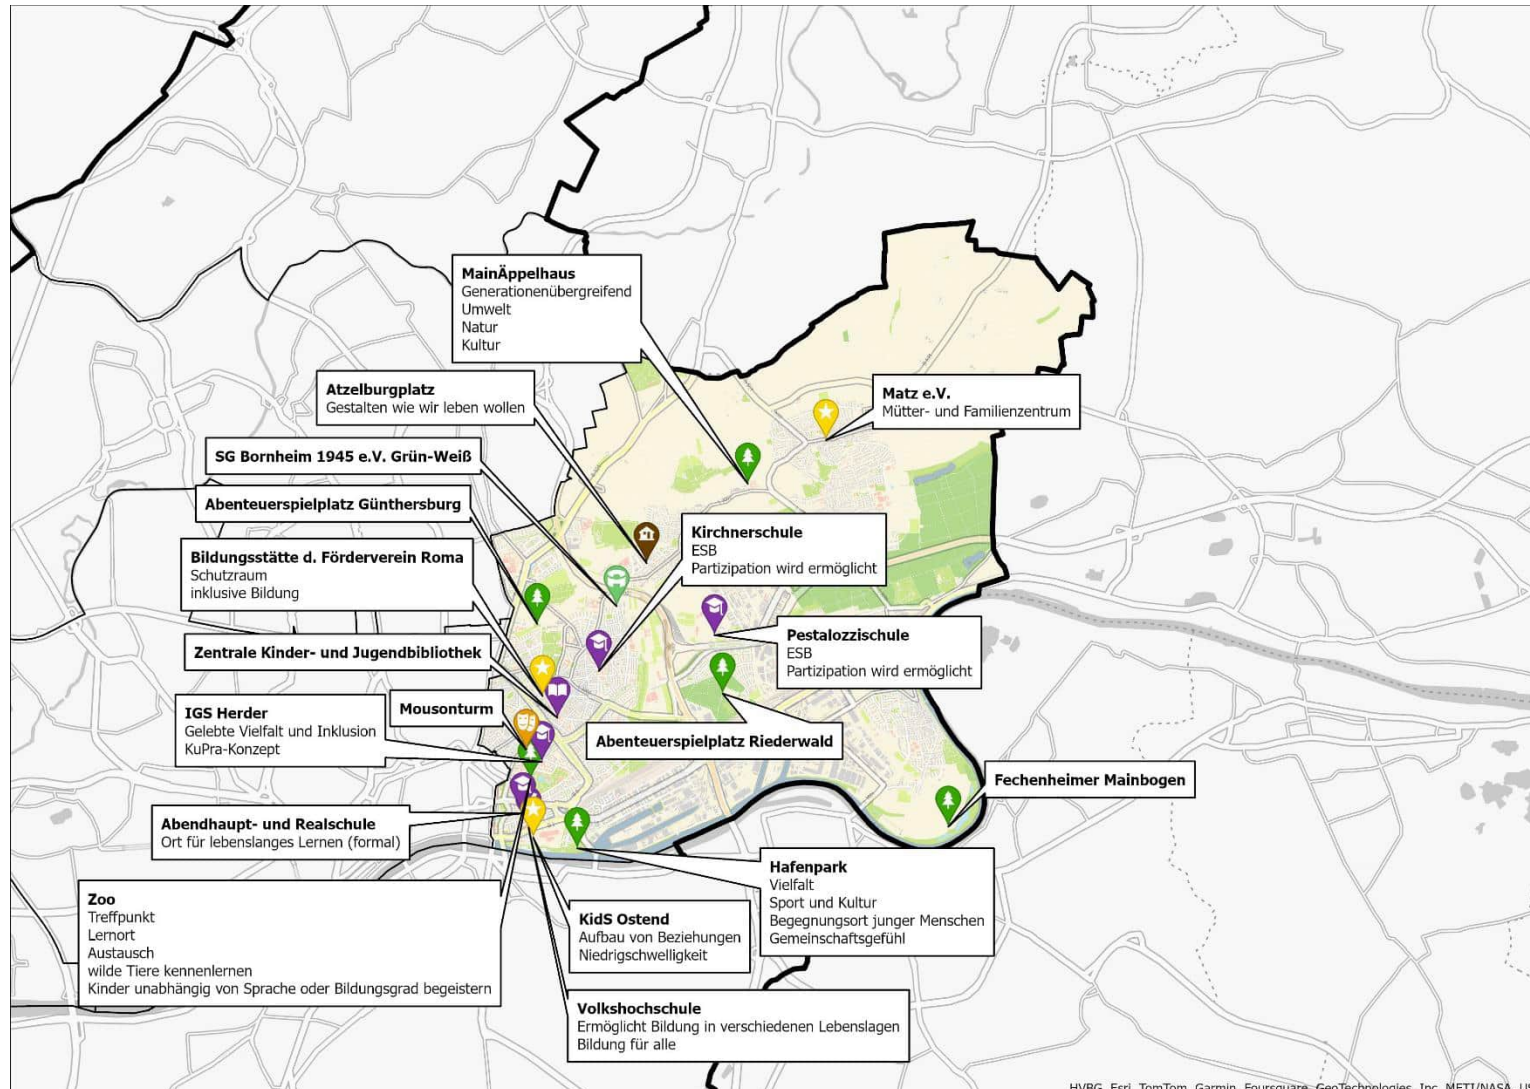 MainÄppelhaus
Generationenübergreifend
Umwelt
Natur
Kultur
Atzelburgplatz
Gestalten wie wir leben wollen
Matz e.V.
Mütter- und Familienzentrum
SG Bornheim 1945 e.V. Grün-Weiß
Abenteuerspielplatz Günthersburg
Bildungsstätte d. Förderverein Roma
Schutzraum
inklusive Bildung
Kirchnerschule
ESB
Partizipation wird ermöglicht
Pestalozzischule
ESB
Partizipation wird ermöglicht
Zentrale Kinder- und Jugendbibliothek
Mousonturm
IGS Herder
Gelebte Vielfalt und Inklusion
KuPra-Konzept
Abenteuerspielplatz Riederwald
Fechenheimer Mainbogen
Abendhaupt- und Realschule
Ort für lebenslanges Lernen (formal)
Hafenpark
Vielfalt
Sport und Kultur
Begegnungsort junger Menschen
Gemeinschaftsgefühl
Zoo
Treffpunkt
Lernort
Austausch
wilde Tiere kennenlernen
Kinder unabhängig von Sprache oder Bildungsgrad begeistern
KidS Ostend
Aufbau von Beziehungen
Niedrigschwelligkeit
Volkshochschule
Ermöglicht Bildung in verschiedenen Lebenslagen
Bildung für alle
HVBG, Esri, TomTom, Garmin, Foursquare, GeoTechnologies, Inc, METI/NASA,